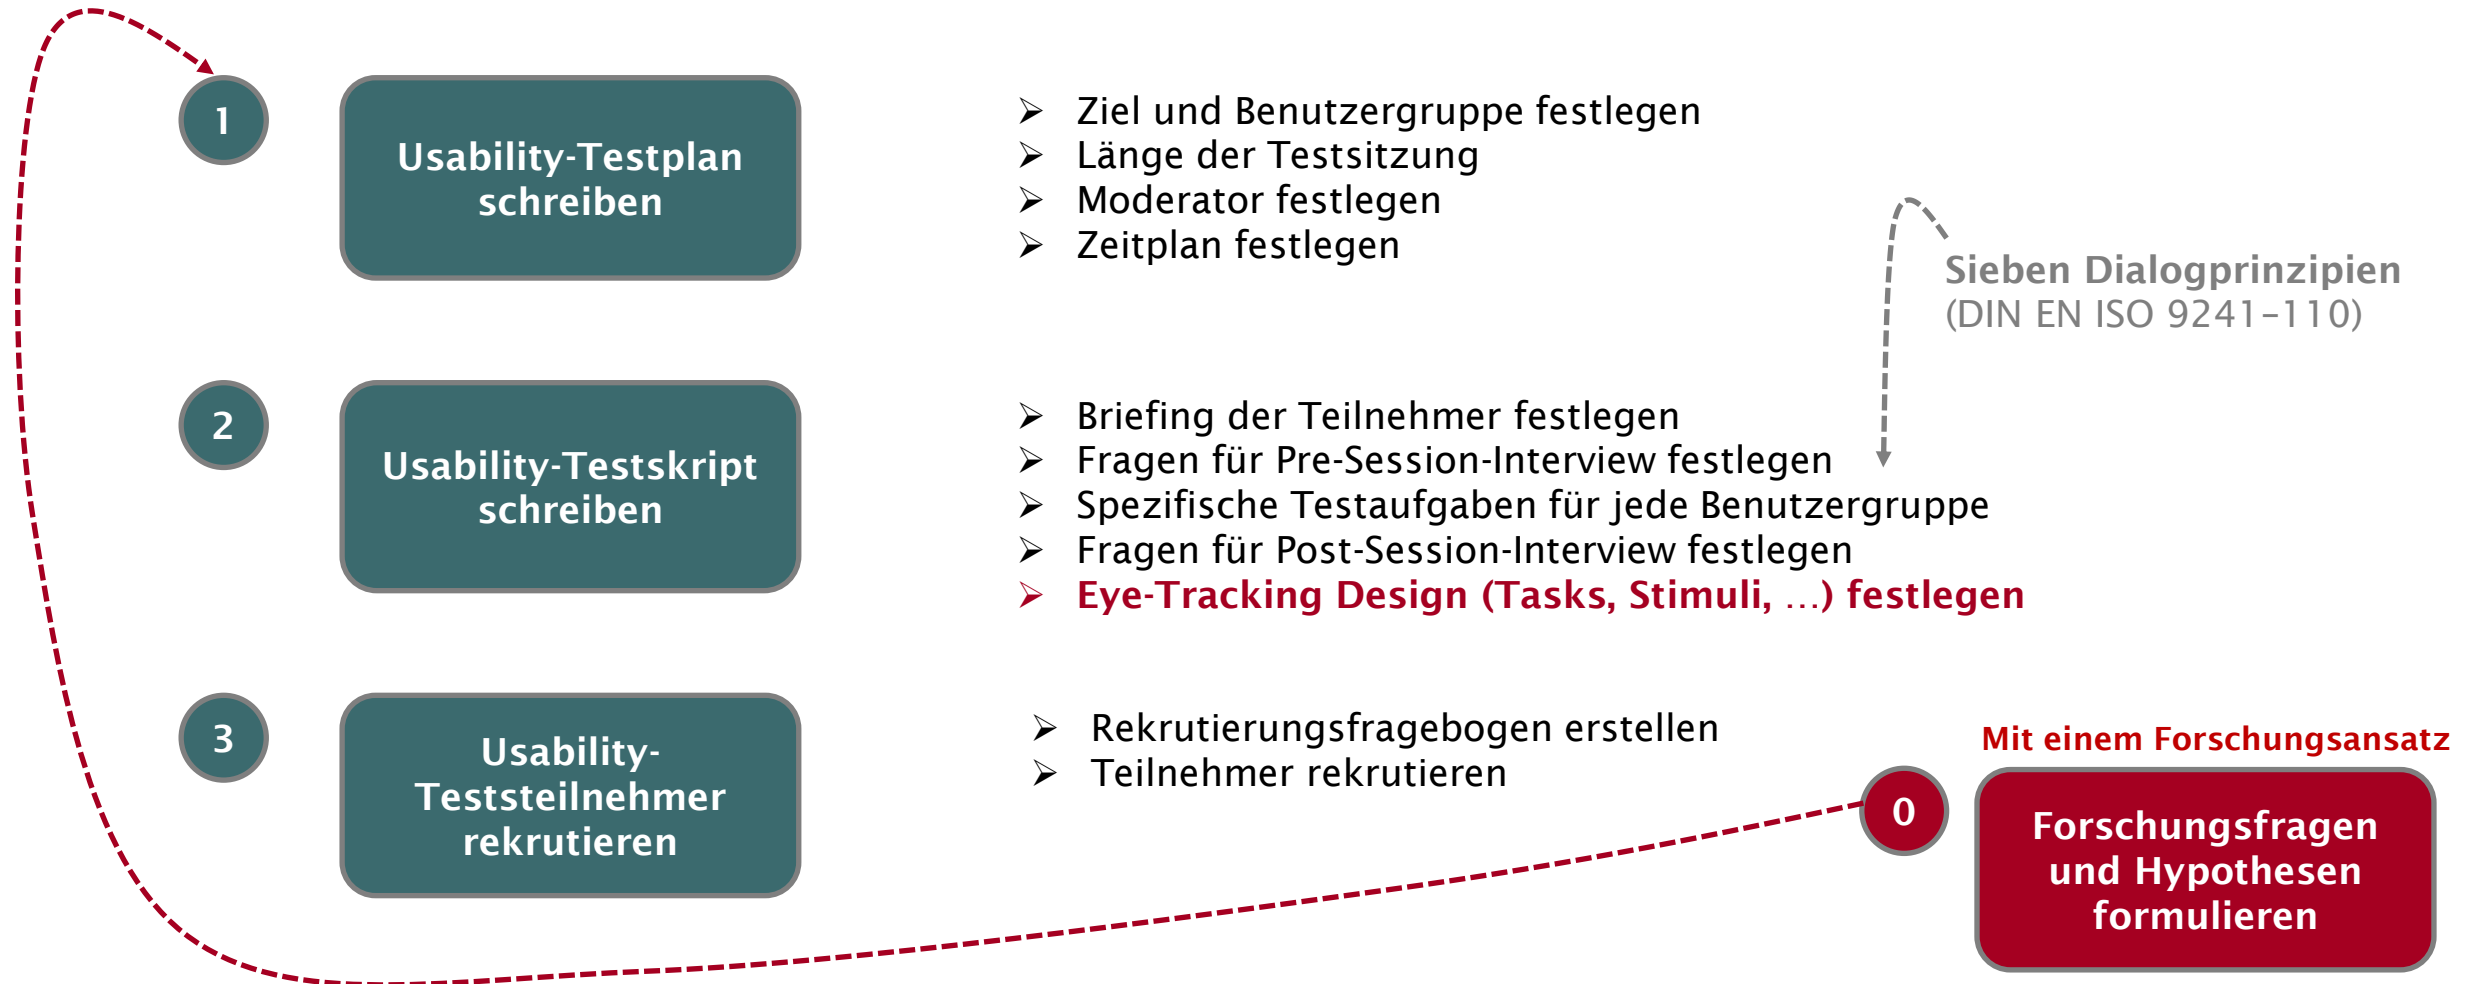 1
Usability-Testplan
schreiben
➢ Ziel und Benutzergruppe festlegen
➢ Länge der Testsitzung
➢ Moderator festlegen
➢ Zeitplan festlegen
Sieben Dialogprinzipien
(DIN EN ISO 9241-110)
2
Usability-Testskript
schreiben
➢ Briefing der Teilnehmer festlegen
➢ Fragen für Pre-Session-Interview festlegen
➢ Spezifische Testaufgaben für jede Benutzergruppe
➢ Fragen für Post-Session-Interview festlegen
➢ Eye-Tracking Design (Tasks, Stimuli, …) festlegen
3
Usability-
Teststeilnehmer
rekrutieren
➢ Rekrutierungsfragebogen erstellen
➢ Teilnehmer rekrutieren
Mit einem Forschungsansatz
0
Forschungsfragen
und Hypothesen
formulieren